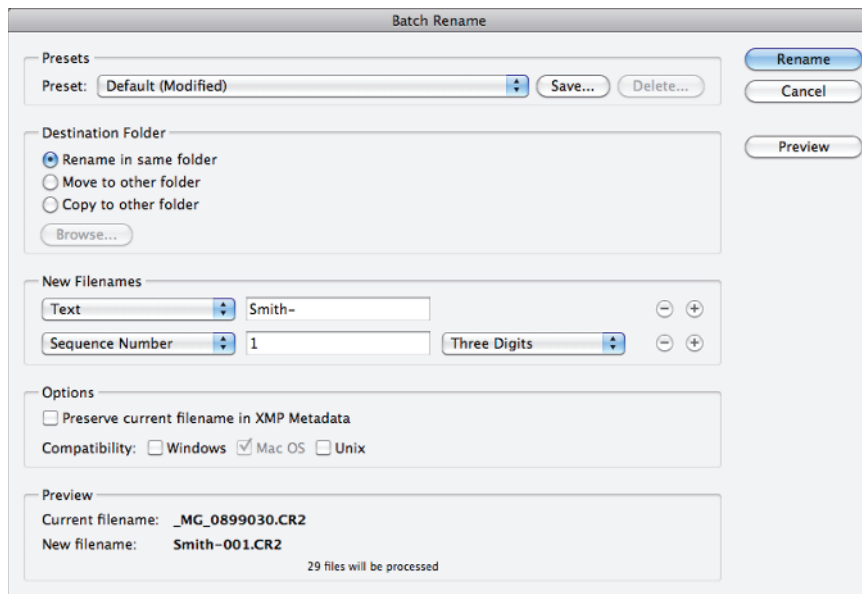 Batch Rename
Presets
Preset: Default (Modified) Save... Delete... Rename
Cancel
Destination Folder
Rename in same folder Preview
Move to other folder
Copy to other folder
Browse...
New Filenames
Text Smith-
Sequence Number 1 Three Digits
Options
Preserve current filename in XMP Metadata
Compatibility: Windows Mac OS Unix
Preview
Current filename: _MG_0899030.CR2
New filename: Smith-001.CR2
29 files will be processed